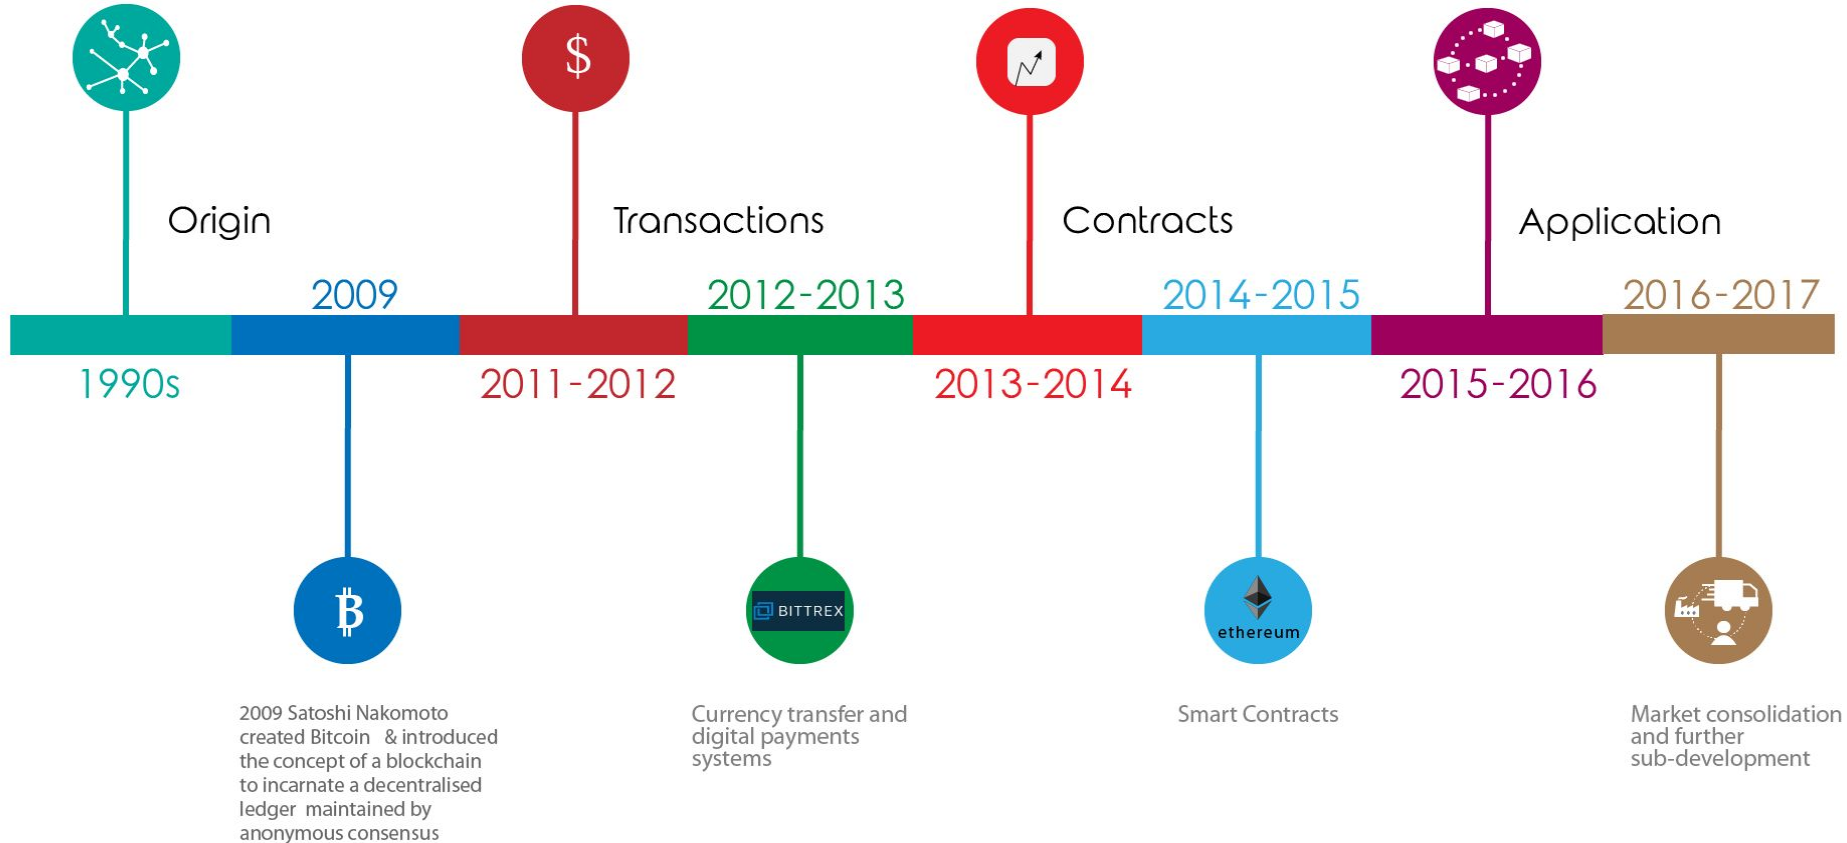 $
Origin
Transactions
Contracts
Application
2009
2012-2013
2014-2015
2016-2017
1990s
2011-2012
2013-2014
2015-2016
BITTREX
ethereum
2009 Satoshi Nakomoto
created Bitcoin & introduced
the concept of a blockchain
to incarnate a decentralised
ledger maintained by
anonymous consensus
Currency transfer and
digital payments
systems
Smart Contracts
Market consolidation
and further
sub-development